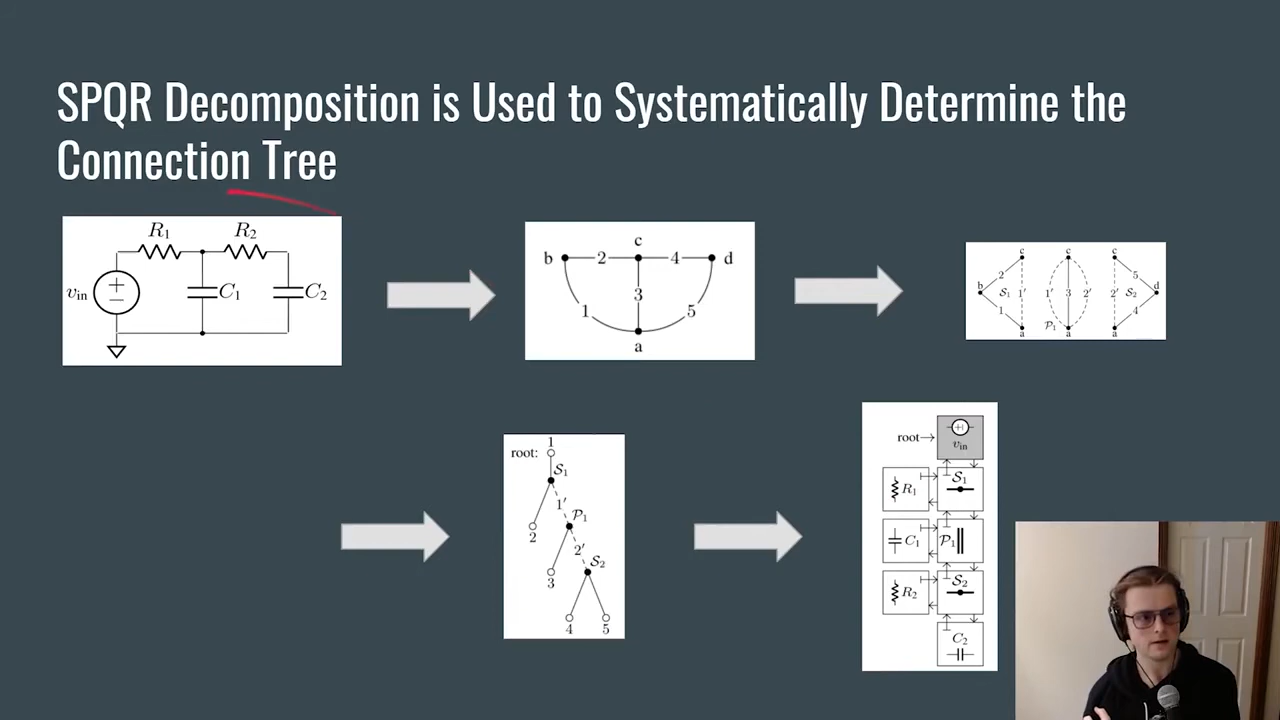 SPQR Decomposition is Used to Systematically Determine the
Connection Tree
R₁ R₂
vin C₁ C₂
c
b 2 4 d
3
1 5
a
c c c
2 5
b S₁ 1′ 1′ 3 2′ 2′ S₂ d
1 4
P₁
a a a
1
root:
S₁
1′
P₁
2
2′
S₂
3
4 5
root→ vin
R₁ S₁
C₁ P₁
R₂ S₂
C₂